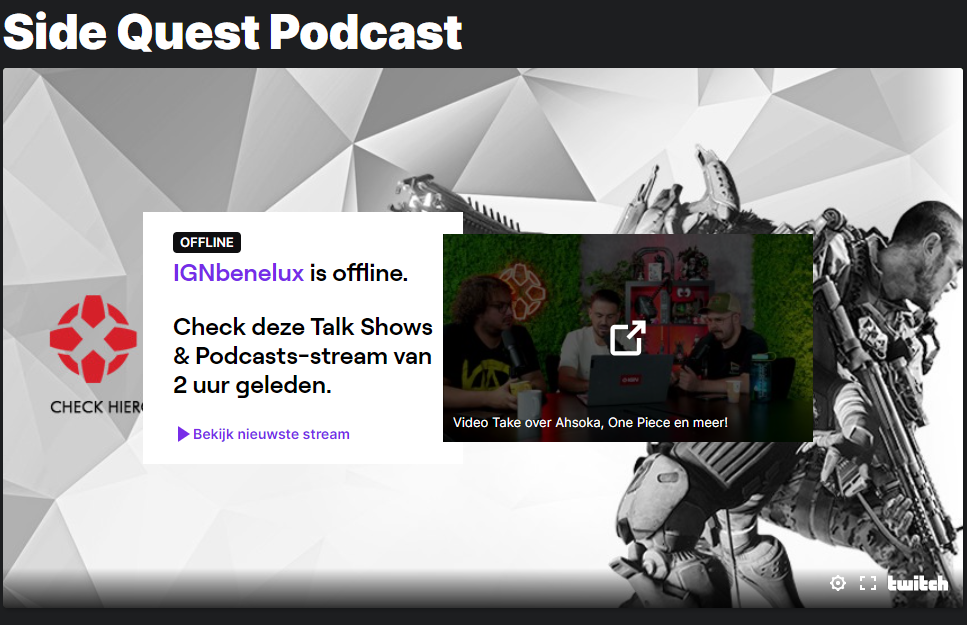 Side Quest Podcast
OFFLINE
IGNbenelux is offline.
Check deze Talk Shows
& Podcasts-stream van
2 uur geleden.
Bekijk nieuwste stream
CHECK HIER
Video Take over Ahsoka, One Piece en meer!
twitch